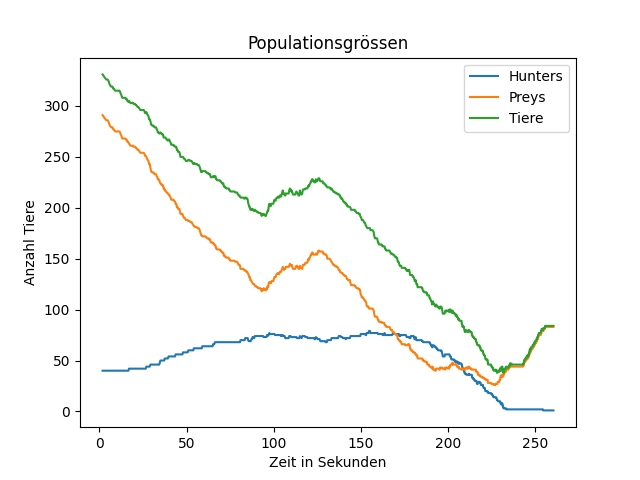 Populationsgrössen
Hunters
Preys
Tiere
300
250
200
150
100
50
0
Anzahl Tiere
0 50 100 150 200 250
Zeit in Sekunden